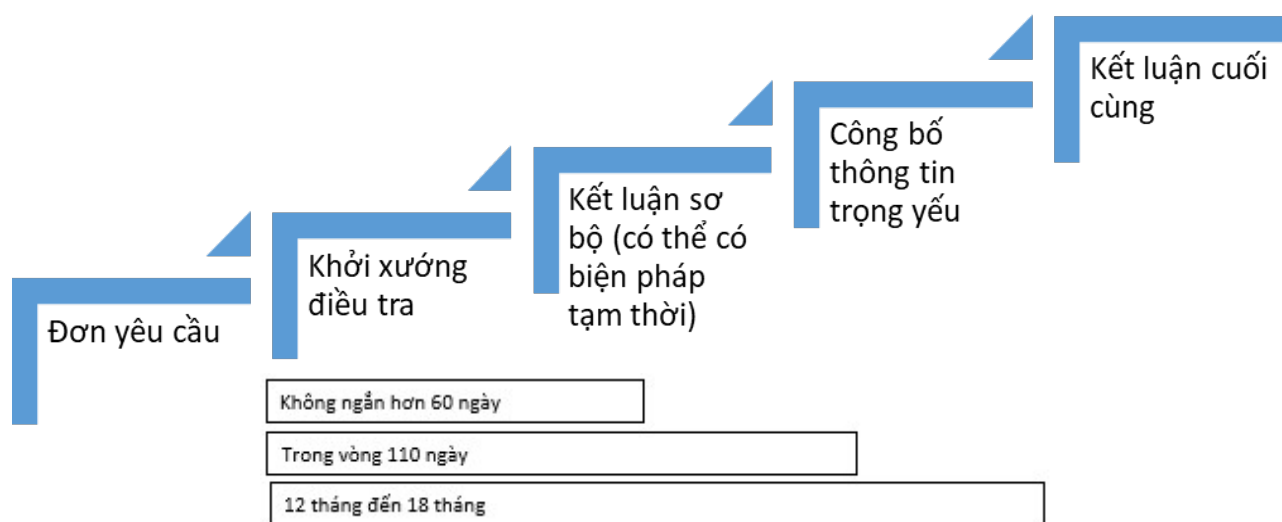 Đơn yêu cầu
Khởi xướng
điều tra
Kết luận sơ
bộ (có thể có
biện pháp
tạm thời)
Công bố
thông tin
trọng yếu
Kết luận cuối
cùng
Không ngắn hơn 60 ngày
Trong vòng 110 ngày
12 tháng đến 18 tháng